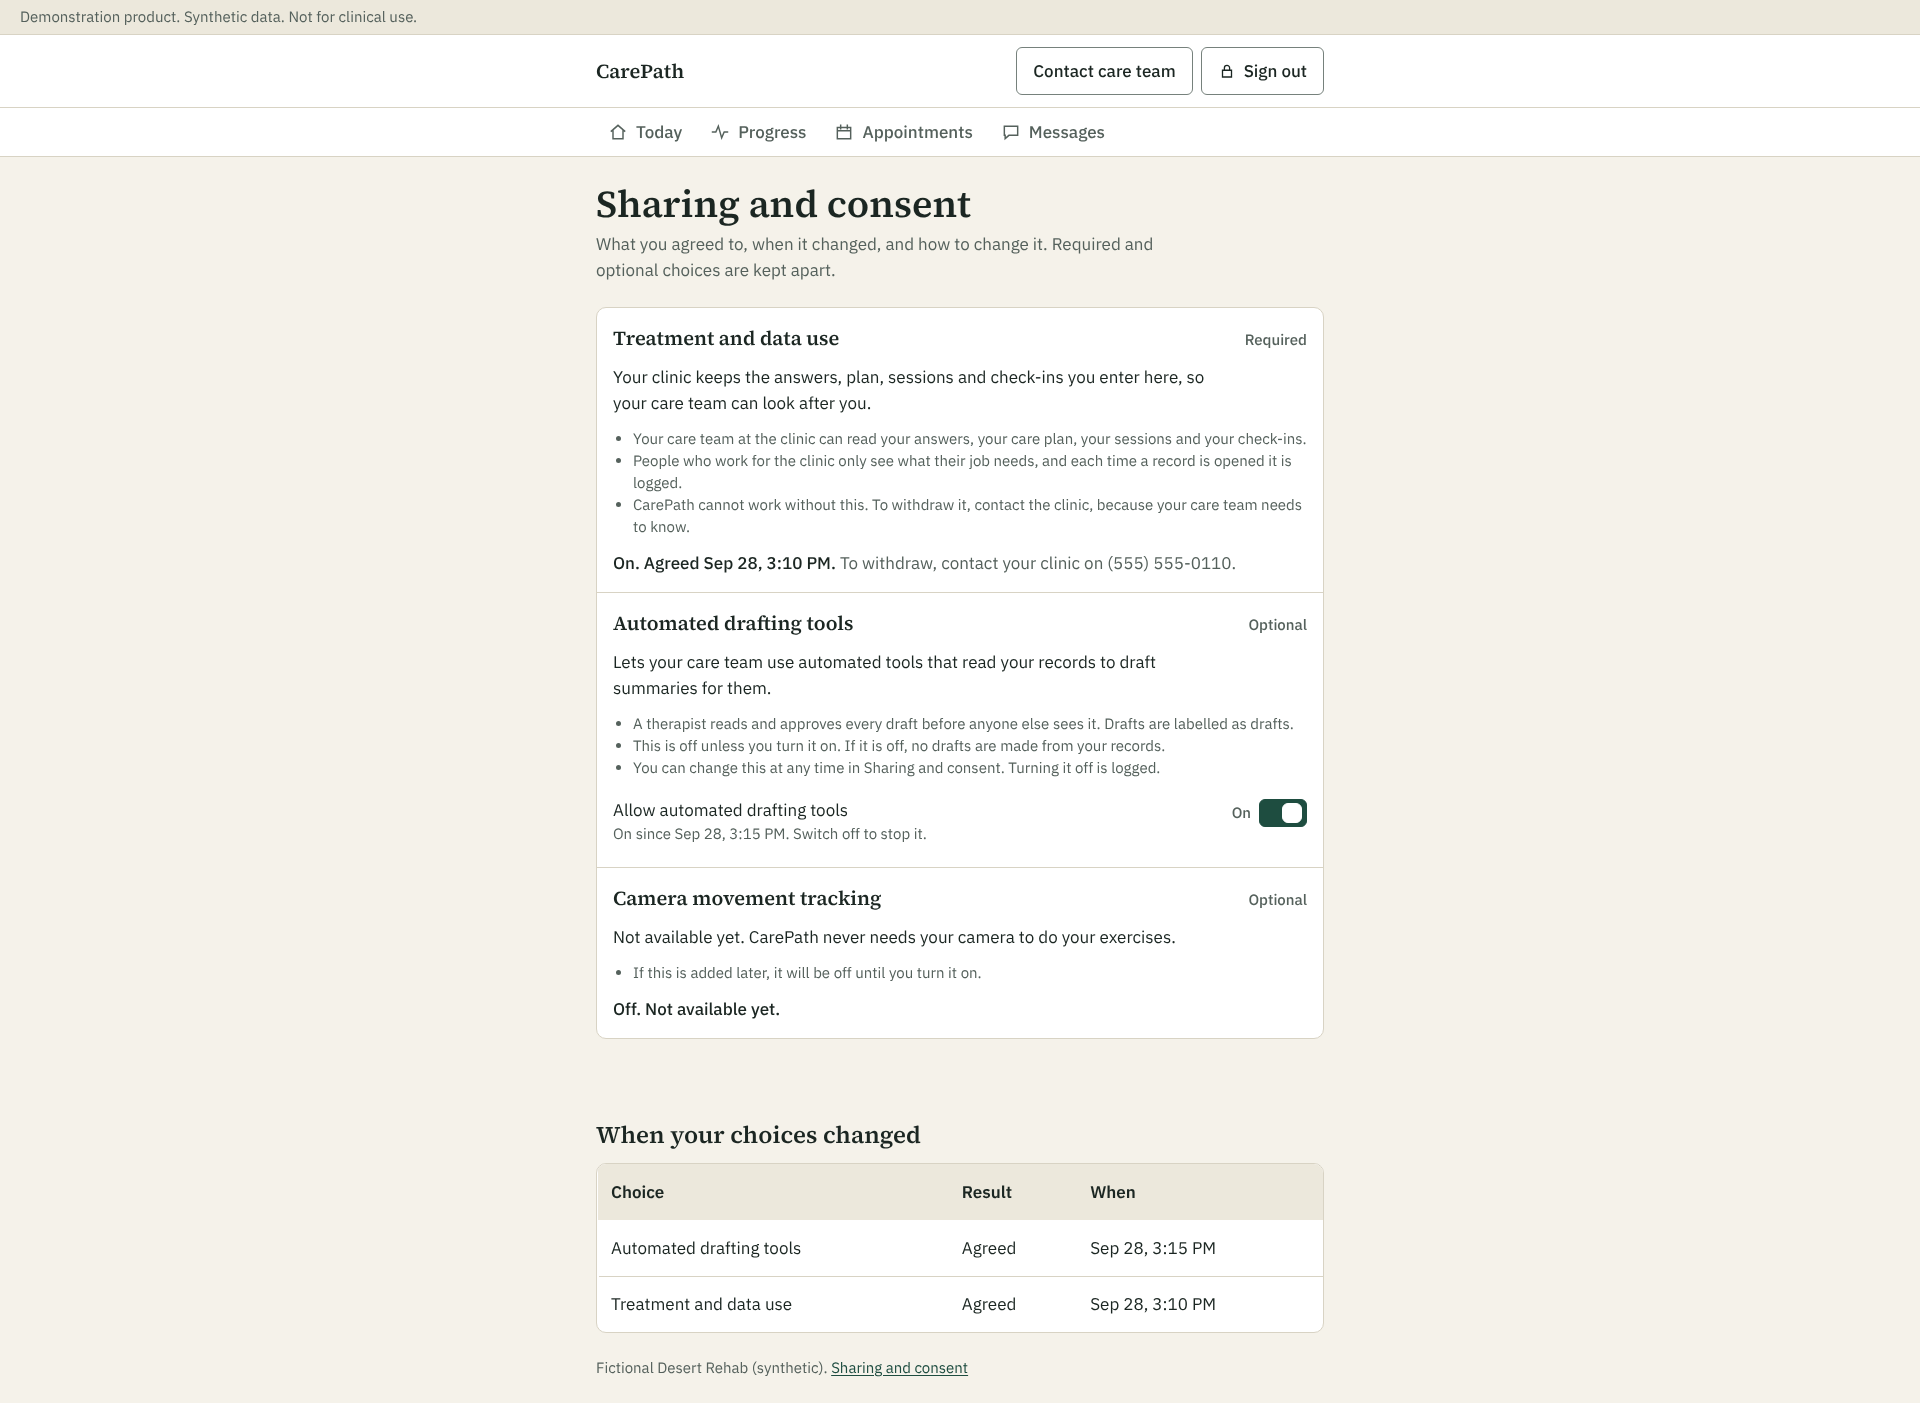 Demonstration product. Synthetic data. Not for clinical use.
CarePath
Contact care team
Sign out
Today
Progress
Appointments
Messages
Sharing and consent
What you agreed to, when it changed, and how to change it. Required and
optional choices are kept apart.
Treatment and data use
Required
Your clinic keeps the answers, plan, sessions and check-ins you enter here, so
your care team can look after you.
• Your care team at the clinic can read your answers, your care plan, your sessions and your check-ins.
• People who work for the clinic only see what their job needs, and each time a record is opened it is
logged.
• CarePath cannot work without this. To withdraw it, contact the clinic, because your care team needs
to know.
On. Agreed Sep 28, 3:10 PM. To withdraw, contact your clinic on (555) 555-0110.
Automated drafting tools
Optional
Lets your care team use automated tools that read your records to draft
summaries for them.
• A therapist reads and approves every draft before anyone else sees it. Drafts are labelled as drafts.
• This is off unless you turn it on. If it is off, no drafts are made from your records.
• You can change this at any time in Sharing and consent. Turning it off is logged.
Allow automated drafting tools
On
On since Sep 28, 3:15 PM. Switch off to stop it.
Camera movement tracking
Optional
Not available yet. CarePath never needs your camera to do your exercises.
• If this is added later, it will be off until you turn it on.
Off. Not available yet.
When your choices changed
Choice Result When
Automated drafting tools Agreed Sep 28, 3:15 PM
Treatment and data use Agreed Sep 28, 3:10 PM
Fictional Desert Rehab (synthetic). Sharing and consent